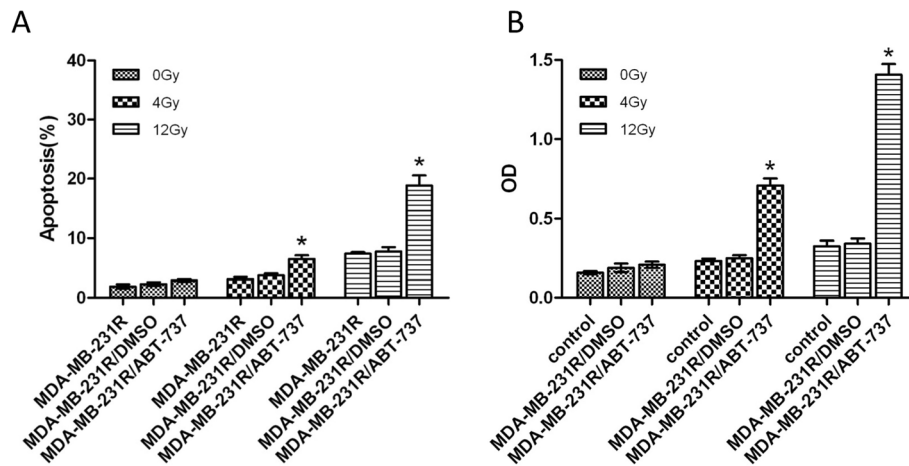 A
Apoptosis(%)
40
30
20
10
0
0Gy
4Gy
12Gy
*
*
MDA-MB-231R
MDA-MB-231R/DMSO
MDA-MB-231R/ABT-737
MDA-MB-231R
MDA-MB-231R/DMSO
MDA-MB-231R/ABT-737
MDA-MB-231R
MDA-MB-231R/DMSO
MDA-MB-231R/ABT-737
B
OD
1.5
1.0
0.5
0.0
0Gy
4Gy
12Gy
*
*
control
MDA-MB-231R/DMSO
MDA-MB-231R/ABT-737
control
MDA-MB-231R/DMSO
MDA-MB-231R/ABT-737
control
MDA-MB-231R/DMSO
MDA-MB-231R/ABT-737